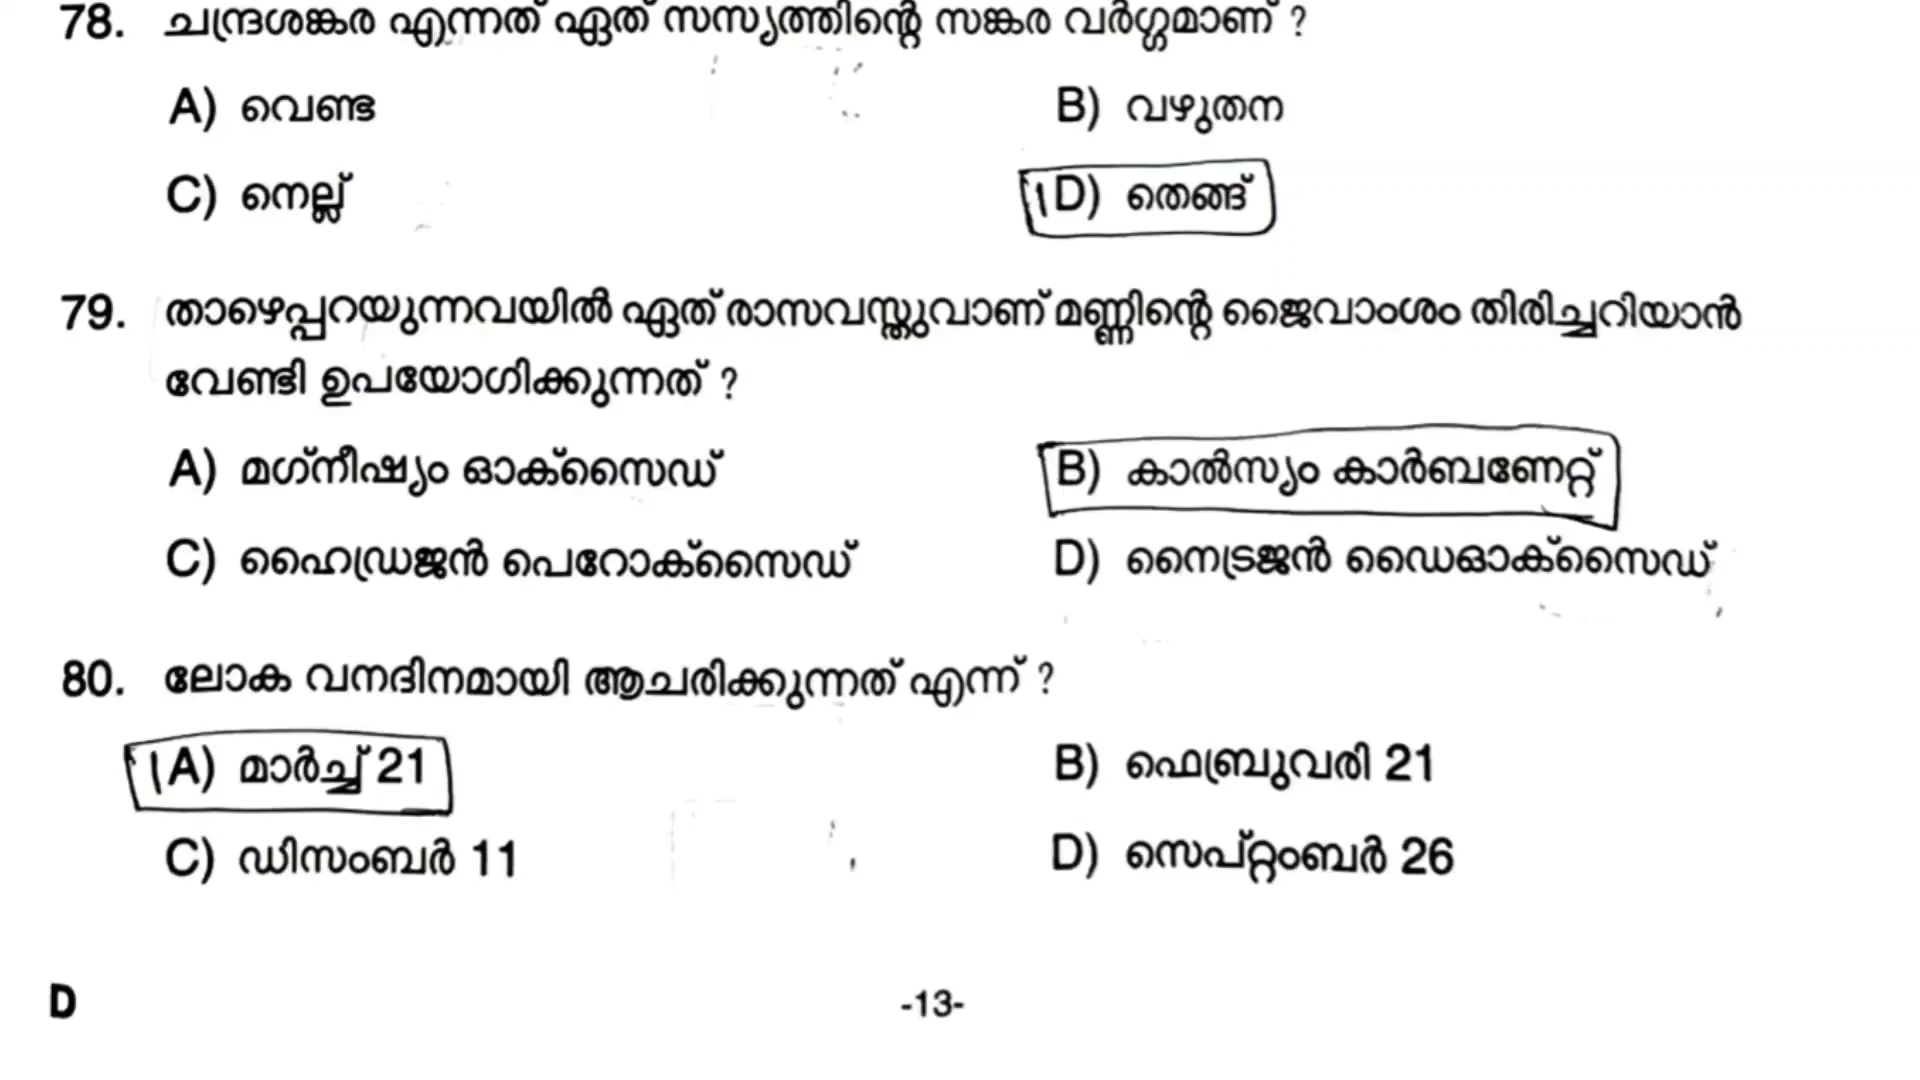 78. ചന്ദ്രശങ്കര എന്നത് ഏത് സസ്യത്തിന്റെ സങ്കര വർഗ്ഗമാണ് ?
A) വെണ്ട B) വഴുതന
C) നെല്ല് D) തെങ്ങ്
79. താഴെപ്പറയുന്നവയിൽ ഏത് രാസവസ്തുവാണ് മണ്ണിന്റെ ജൈവാംശം തിരിച്ചറിയാൻ
വേണ്ടി ഉപയോഗിക്കുന്നത് ?
A) മഗ്നീഷ്യം ഓക്സൈഡ് B) കാൽസ്യം കാർബണേറ്റ്
C) ഹൈഡ്രജൻ പെറോക്സൈഡ് D) നൈട്രജൻ ഡൈഓക്സൈഡ്
80. ലോക വനദിനമായി ആചരിക്കുന്നത് എന്ന് ?
A) മാർച്ച് 21 B) ഫെബ്രുവരി 21
C) ഡിസംബർ 11 D) സെപ്റ്റംബർ 26
D -13-